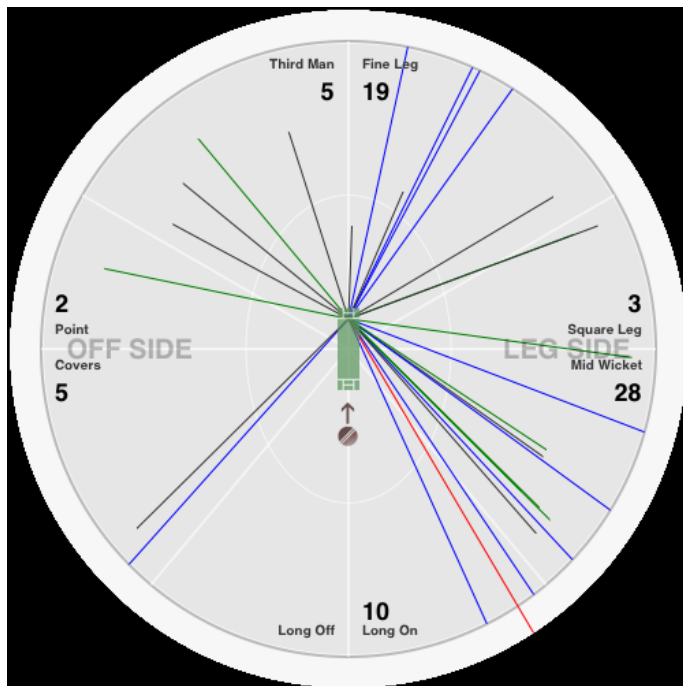 Third Man
Fine Leg
5
19
2
3
Point
Square Leg
OFF SIDE
LEG SIDE
Covers
Mid Wicket
5
28
10
Long Off
Long On